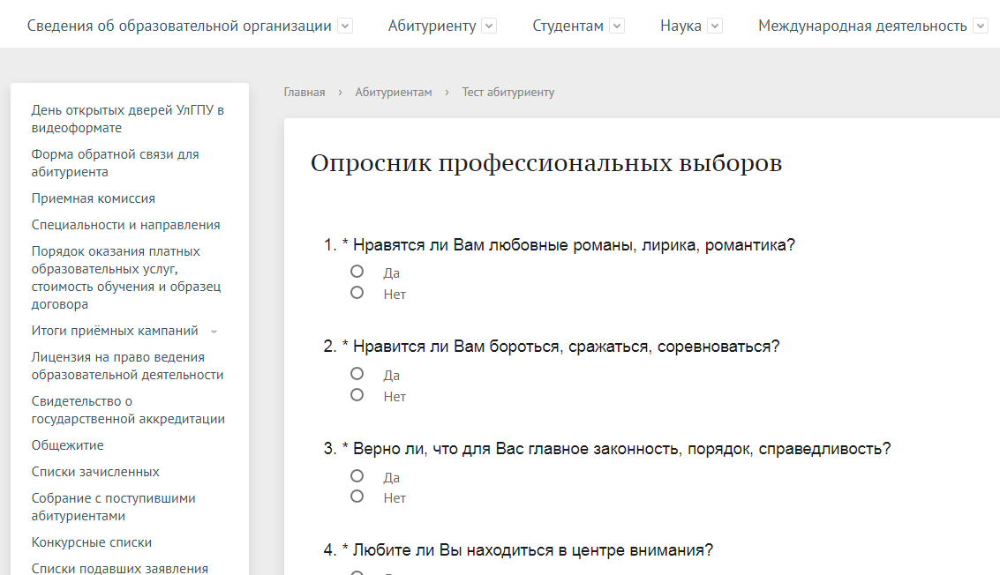 Сведения об образовательной организации Абитуриенту Студентам Наука Международная деятельность
День открытых дверей УлГПУ в
видеоформате
Форма обратной связи для
абитуриента
Приемная комиссия
Специальности и направления
Порядок оказания платных
образовательных услуг,
стоимость обучения и образец
договора
Итоги приёмных кампаний
Лицензия на право ведения
образовательной деятельности
Свидетельство о
государственной аккредитации
Общежитие
Списки зачисленных
Собрание с поступившими
абитуриентами
Конкурсные списки
Списки подавших заявления
Главная › Абитуриентам › Тест абитуриенту
Опросник профессиональных выборов
1. * Нравятся ли Вам любовные романы, лирика, романтика?
Да
Нет
2. * Нравится ли Вам бороться, сражаться, соревноваться?
Да
Нет
3. * Верно ли, что для Вас главное законность, порядок, справедливость?
Да
Нет
4. * Любите ли Вы находиться в центре внимания?